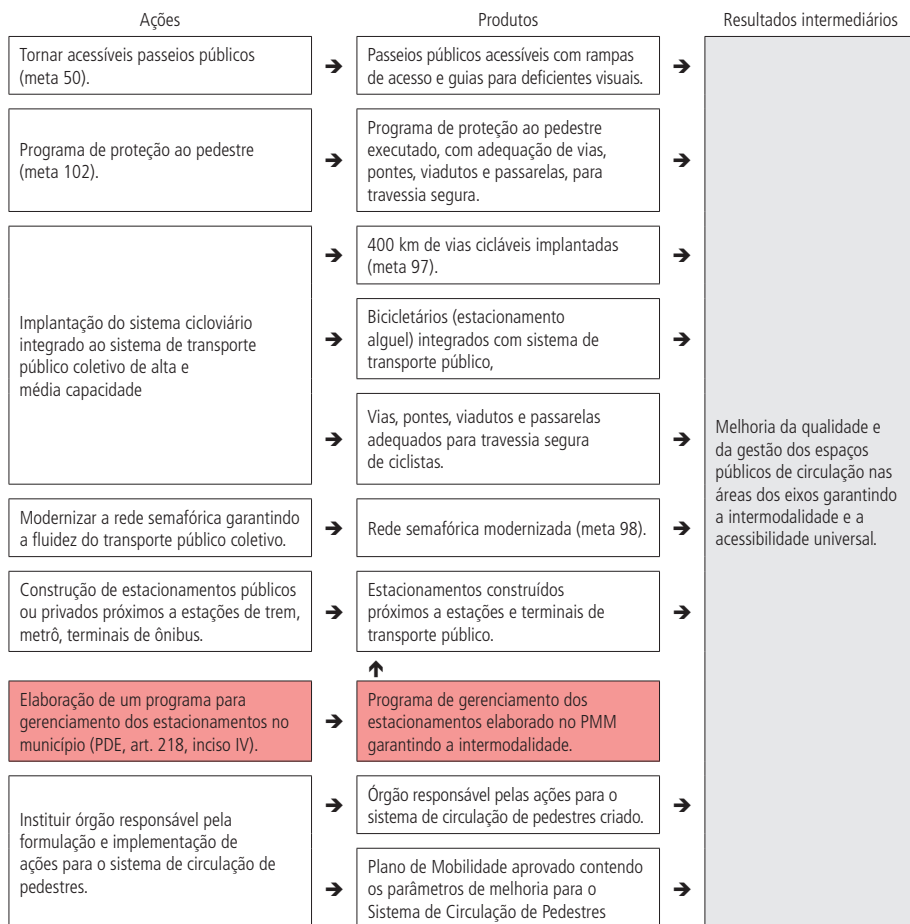 Ações
Produtos
Resultados intermediários
Tornar acessíveis passeios públicos
(meta 50).
Passeios públicos acessíveis com rampas
de acesso e guias para deficientes visuais.
Programa de proteção ao pedestre
(meta 102).
Programa de proteção ao pedestre
executado, com adequação de vias,
pontes, viadutos e passarelas, para
travessia segura.
Implantação do sistema cicloviário
integrado ao sistema de transporte
público coletivo de alta e
média capacidade
400 km de vias cicláveis implantadas
(meta 97).
Bicicletários (estacionamento
alguel) integrados com sistema de
transporte público,
Vias, pontes, viadutos e passarelas
adequados para travessia segura
de ciclistas.
Modernizar a rede semafórica garantindo
a fluidez do transporte público coletivo.
Rede semafórica modernizada (meta 98).
Construção de estacionamentos públicos
ou privados próximos a estações de trem,
metrô, terminais de ônibus.
Estacionamentos construídos
próximos a estações e terminais de
transporte público.
Elaboração de um programa para
gerenciamento dos estacionamentos no
município (PDE, art. 218, inciso IV).
Programa de gerenciamento dos
estacionamentos elaborado no PMM
garantindo a intermodalidade.
Instituir órgão responsável pela
formulação e implementação de
ações para o sistema de circulação de
pedestres.
Órgão responsável pelas ações para o
sistema de circulação de pedestres criado.
Plano de Mobilidade aprovado contendo
os parâmetros de melhoria para o
Sistema de Circulação de Pedestres
Melhoria da qualidade e
da gestão dos espaços
públicos de circulação nas
áreas dos eixos garantindo
a intermodalidade e a
acessibilidade universal.